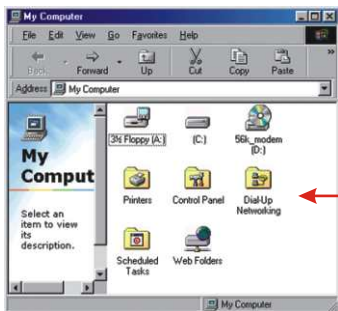 My Computer
File Edit View Go Favorites Help
Back Forward Up Cut Copy Paste »
Address My Computer
My
Comput
Select an
item to view
its
description.
3½ Floppy (A:) (C:) 56k_modem
(D:)
Printers Control Panel Dial-Up
Networking
Scheduled
Tasks Web Folders
My Computer